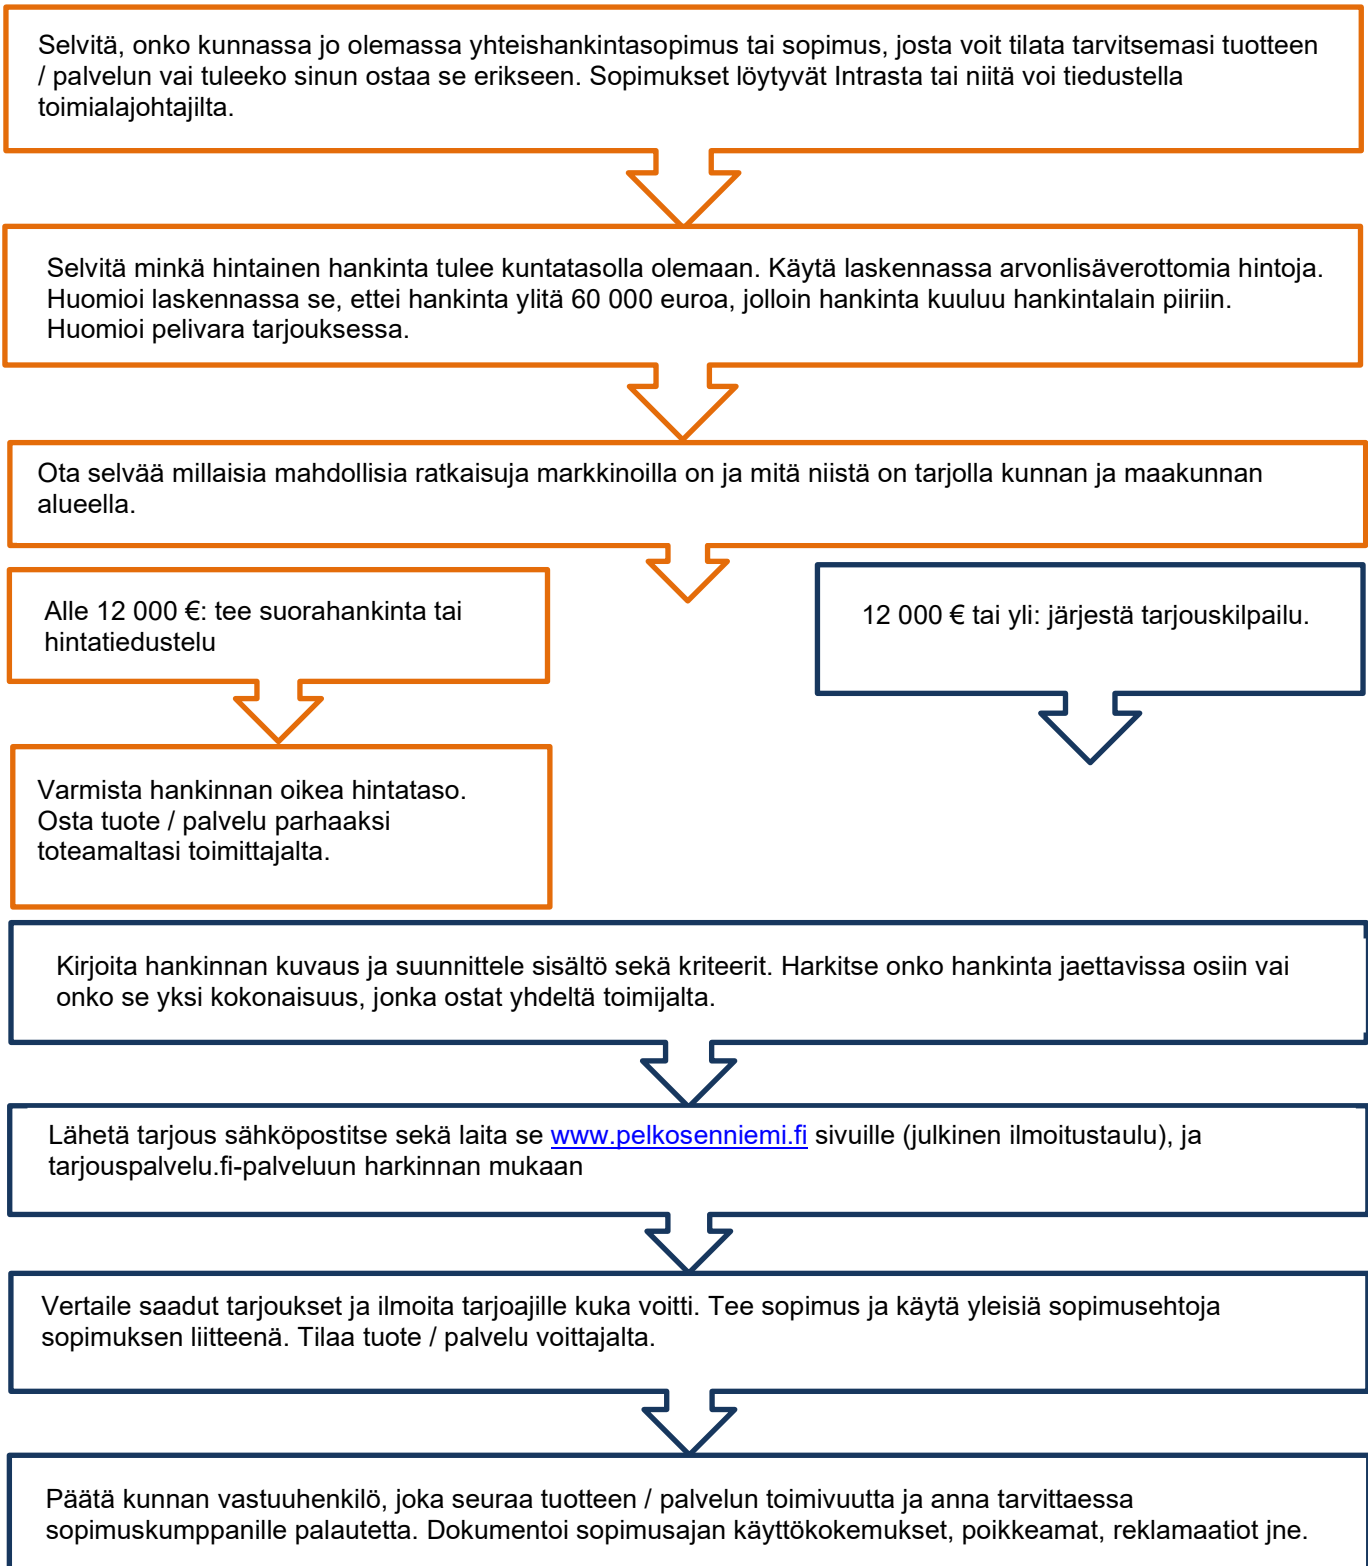 Selvitä, onko kunnassa jo olemassa yhteishankintasopimus tai sopimus, josta voit tilata tarvitsemasi tuotteen
/ palvelun vai tuleeko sinun ostaa se erikseen. Sopimukset löytyvät Intrasta tai niitä voi tiedustella
toimialajohtajilta.
Selvitä minkä hintainen hankinta tulee kuntatasolla olemaan. Käytä laskennassa arvonlisäverottomia hintoja.
Huomioi laskennassa se, ettei hankinta ylitä 60 000 euroa, jolloin hankinta kuuluu hankintalain piiriin.
Huomioi pelivara tarjouksessa.
Ota selvää millaisia mahdollisia ratkaisuja markkinoilla on ja mitä niistä on tarjolla kunnan ja maakunnan
alueella.
Alle 12 000 €: tee suorahankinta tai
hintatiedustelu
12 000 € tai yli: järjestä tarjouskilpailu.
Varmista hankinnan oikea hintataso.
Osta tuote / palvelu parhaaksi
toteamaltasi toimittajalta.
Kirjoita hankinnan kuvaus ja suunnittele sisältö sekä kriteerit. Harkitse onko hankinta jaettavissa osiin vai
onko se yksi kokonaisuus, jonka ostat yhdeltä toimijalta.
Lähetä tarjous sähköpostitse sekä laita se www.pelkosenniemi.fi sivuille (julkinen ilmoitustaulu), ja
tarjouspalvelu.fi-palveluun harkinnan mukaan
Vertaile saadut tarjoukset ja ilmoita tarjoajille kuka voitti. Tee sopimus ja käytä yleisiä sopimusehtoja
sopimuksen liitteenä. Tilaa tuote / palvelu voittajalta.
Päätä kunnan vastuuhenkilö, joka seuraa tuotteen / palvelun toimivuutta ja anna tarvittaessa
sopimuskumppanille palautetta. Dokumentoi sopimusajan käyttökokemukset, poikkeamat, reklamaatiot jne.